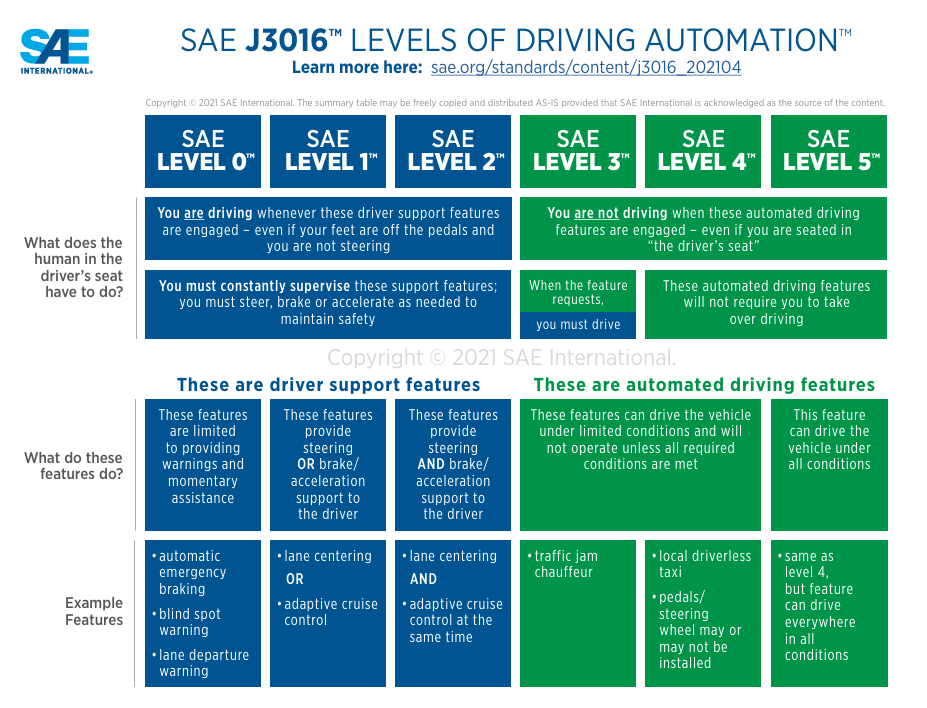 SAE INTERNATIONAL®
SAE J3016™ LEVELS OF DRIVING AUTOMATION™
Learn more here: sae.org/standards/content/j3016_202104
Copyright © 2021 SAE International. The summary table may be freely copied and distributed AS-IS provided that SAE International is acknowledged as the source of the content.
SAE
LEVEL 0™
SAE
LEVEL 1™
SAE
LEVEL 2™
SAE
LEVEL 3™
SAE
LEVEL 4™
SAE
LEVEL 5™
What does the
human in the
driver's seat
have to do?
You are driving whenever these driver support features
are engaged – even if your feet are off the pedals and
you are not steering
You are not driving when these automated driving
features are engaged – even if you are seated in
“the driver’s seat”
You must constantly supervise these support features;
you must steer, brake or accelerate as needed to
maintain safety
When the feature
requests,
you must drive
These automated driving features
will not require you to take
over driving
Copyright © 2021 SAE International.
These are driver support features
These are automated driving features
What do these
features do?
These features
are limited
to providing
warnings and
momentary
assistance
These features
provide
steering
OR brake/
acceleration
support to
the driver
These features
provide
steering
AND brake/
acceleration
support to
the driver
These features can drive the vehicle
under limited conditions and will
not operate unless all required
conditions are met
This feature
can drive the
vehicle under
all conditions
Example
Features
• automatic
emergency
braking
• blind spot
warning
• lane departure
warning
• lane centering
OR
• adaptive cruise
control
• lane centering
AND
• adaptive cruise
control at the
same time
• traffic jam
chauffeur
• local driverless
taxi
• pedals/
steering
wheel may or
may not be
installed
• same as
level 4,
but feature
can drive
everywhere
in all
conditions